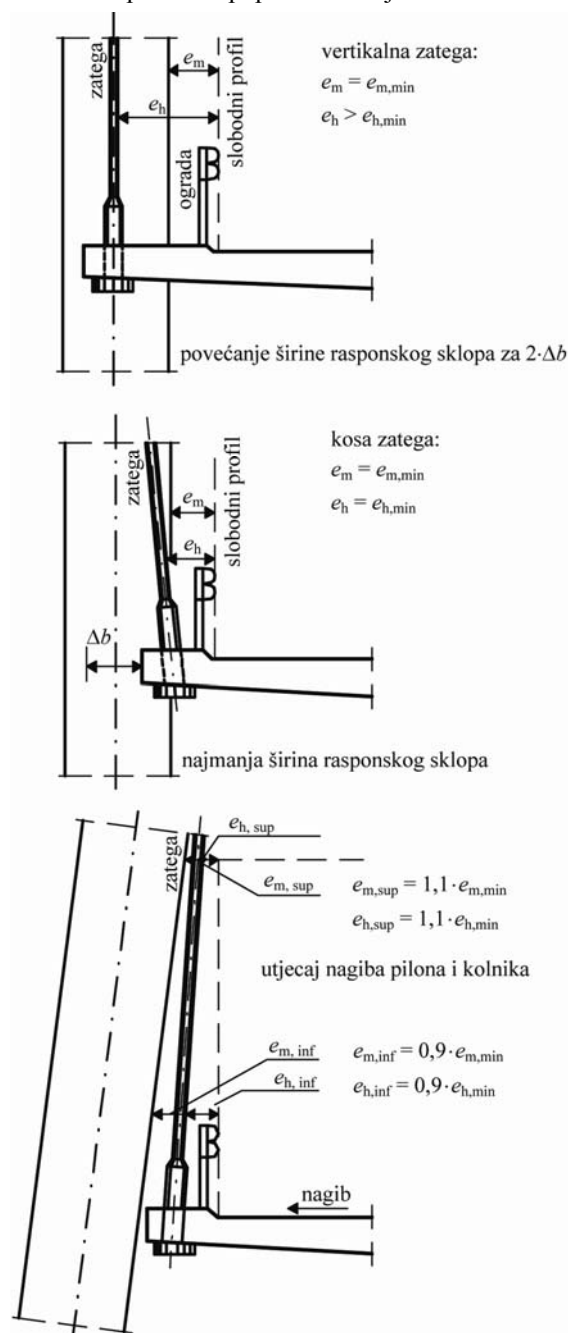 zatega
e_m
e_h
slobodni profil
ograda
vertikalna zatega:
e_m = e_m,min
e_h > e_h,min
povećanje širine rasponskog sklopa za 2·Δb
zatega
e_m
e_h
slobodni profil
kosa zatega:
e_m = e_m,min
e_h = e_h,min
Δb
najmanja širina rasponskog sklopa
zatega
e_h, sup
e_m, sup
e_m,sup = 1,1·e_m,min
e_h,sup = 1,1·e_h,min
utjecaj nagiba pilona i kolnika
e_m, inf
e_h, inf
e_m,inf = 0,9·e_m,min
e_h,inf = 0,9·e_h,min
nagib